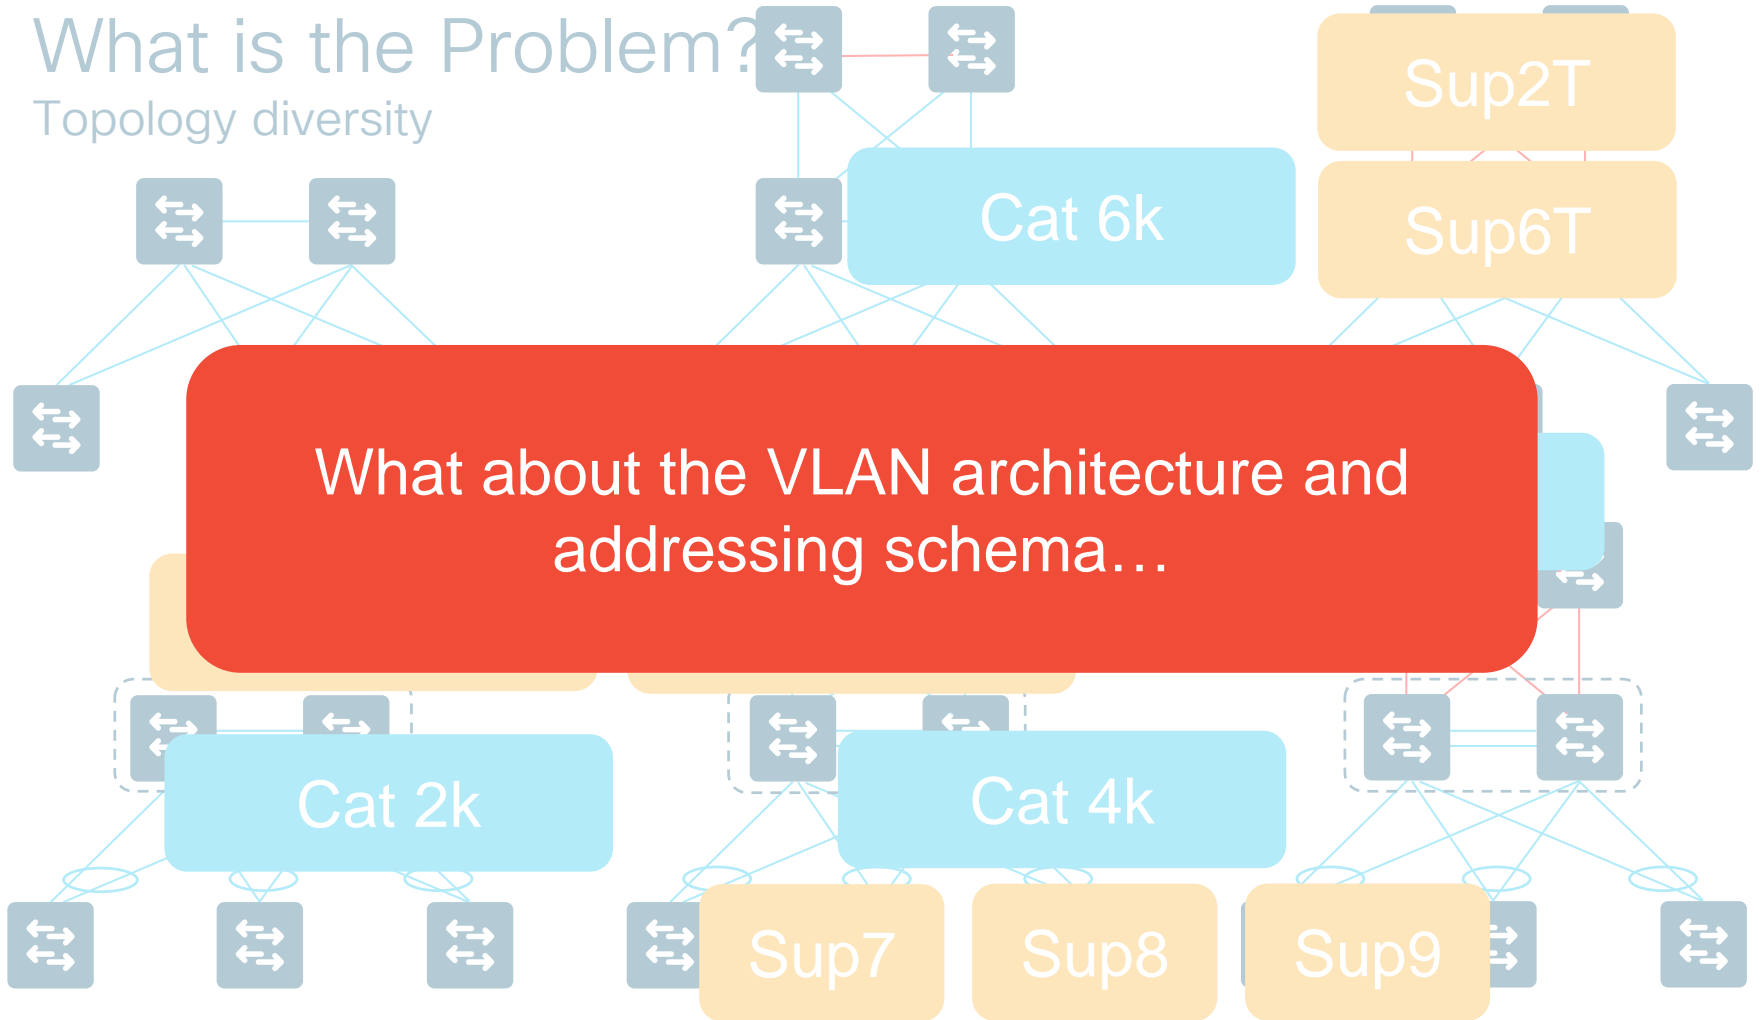 What is the Problem?
Topology diversity
Sup2T
Cat 6k
Sup6T
What about the VLAN architecture and
addressing schema…
Cat 2k
Cat 4k
Sup7
Sup8
Sup9